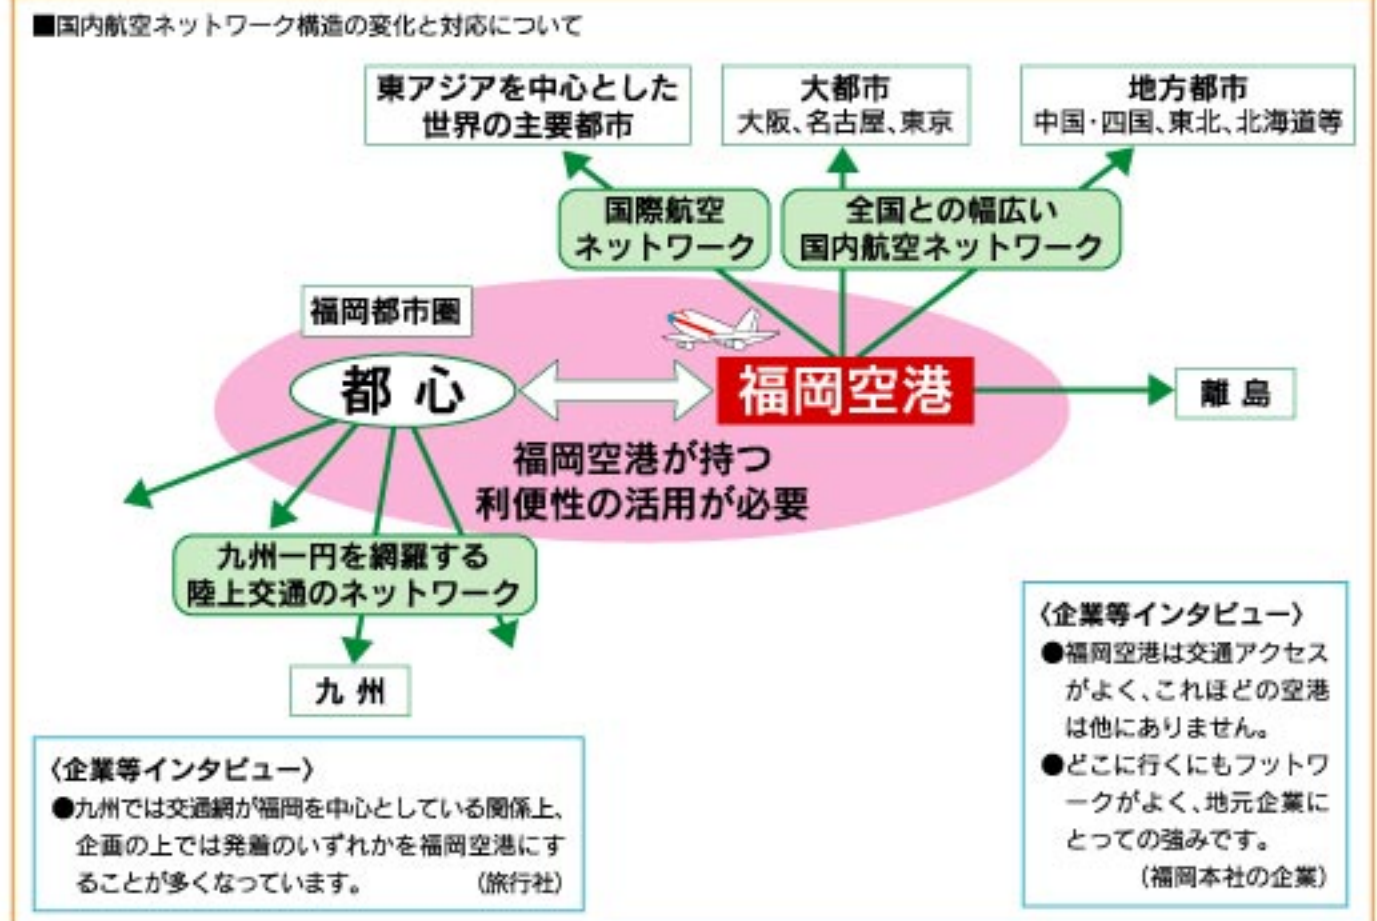 ■国内航空ネットワーク構造の変化と対応について
東アジアを中心とした
世界の主要都市
大都市
大阪、名古屋、東京
地方都市
中国・四国、東北、北海道等
国際航空
ネットワーク
全国との幅広い
国内航空ネットワーク
福岡都市圏
都 心
福岡空港
離 島
福岡空港が持つ
利便性の活用が必要
九州一円を網羅する
陸上交通のネットワーク
九 州
〈企業等インタビュー〉
●福岡空港は交通アクセス
がよく、これほどの空港
は他にありません。
●どこに行くにもフットワ
ークがよく、地元企業に
とっての強みです。
（福岡本社の企業）
〈企業等インタビュー〉
●九州では交通網が福岡を中心としている関係上、
企画の上では発着のいずれかを福岡空港にす
ることが多くなっています。 （旅行社）